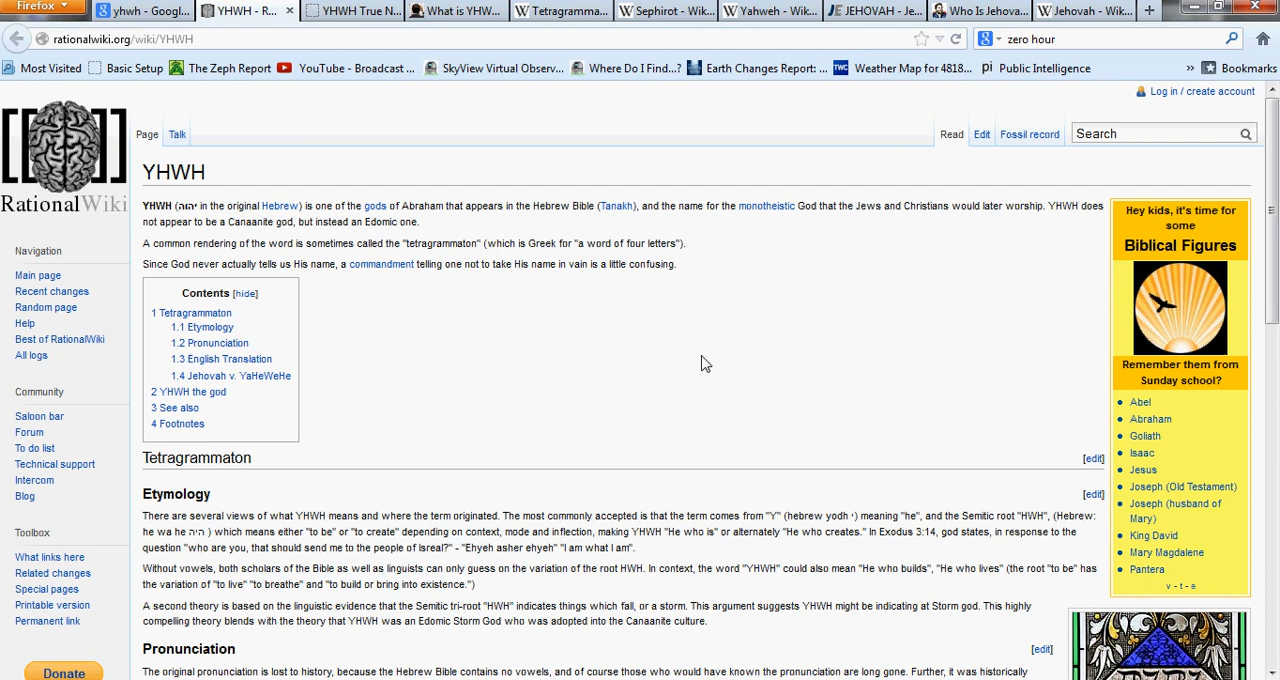 Firefox
yhwh - Googl...
YHWH - R...
YHWH True N...
What is YHW...
Tetragramma...
Sephirot - Wik...
Yahweh - Wik...
JEHOVAH - Je...
Who Is Jehova...
Jehovah - Wik...
rationalwiki.org/wiki/YHWH
zero hour
Most Visited
Basic Setup
The Zeph Report
YouTube - Broadcast ...
SkyView Virtual Observ...
Where Do I Find...?
Earth Changes Report: ...
TWC
Weather Map for 4818...
pi
Public Intelligence
»
Bookmarks
Log in / create account
Page
Talk
Read
Edit
Fossil record
Search
[[ ]]
RationalWiki
YHWH
YHWH (יהוה in the original Hebrew) is one of the gods of Abraham that appears in the Hebrew Bible (Tanakh), and the name for the monotheistic God that the Jews and Christians would later worship. YHWH does
not appear to be a Canaanite god, but instead an Edomic one.
A common rendering of the word is sometimes called the "tetragrammaton" (which is Greek for "a word of four letters").
Since God never actually tells us His name, a commandment telling one not to take His name in vain is a little confusing.
Contents [hide]
1 Tetragrammaton
1.1 Etymology
1.2 Pronunciation
1.3 English Translation
1.4 Jehovah v. YaHeWeHe
2 YHWH the god
3 See also
4 Footnotes
Tetragrammaton
[edit]
Etymology
[edit]
There are several views of what YHWH means and where the term originated. The most commonly accepted is that the term comes from "Y" (hebrew yodh י) meaning "he", and the Semitic root "HWH", (Hebrew:
he wa he היה ) which means either "to be" or "to create" depending on context, mode and inflection, making YHWH "He who is" or alternately "He who creates." In Exodus 3:14, god states, in response to the
question "who are you, that should send me to the people of Isreal?" - "Ehyeh asher ehyeh" "I am what I am".
Without vowels, both scholars of the Bible as well as linguists can only guess on the variation of the root HWH. In context, the word "YHWH" could also mean "He who builds", "He who lives" (the root "to be" has
the variation of "to live" "to breathe" and "to build or bring into existence.")
A second theory is based on the linguistic evidence that the Semitic tri-root "HWH" indicates things which fall, or a storm. This argument suggests YHWH might be indicating at Storm god. This highly
compelling theory blends with the theory that YHWH was an Edomic Storm God who was adopted into the Canaanite culture.
Pronunciation
[edit]
The original pronunciation is lost to history, because the Hebrew Bible contains no vowels, and of course those who would have known the pronunciation are long gone. Further, it was historically
Navigation
Main page
Recent changes
Random page
Help
Best of RationalWiki
All logs
Community
Saloon bar
Forum
To do list
Technical support
Intercom
Blog
Toolbox
What links here
Related changes
Special pages
Printable version
Permanent link
Donate
Hey kids, it's time for
some
Biblical Figures
Remember them from
Sunday school?
Abel
Abraham
Goliath
Isaac
Jesus
Joseph (Old Testament)
Joseph (husband of
Mary)
King David
Mary Magdalene
Pantera
v - t - e